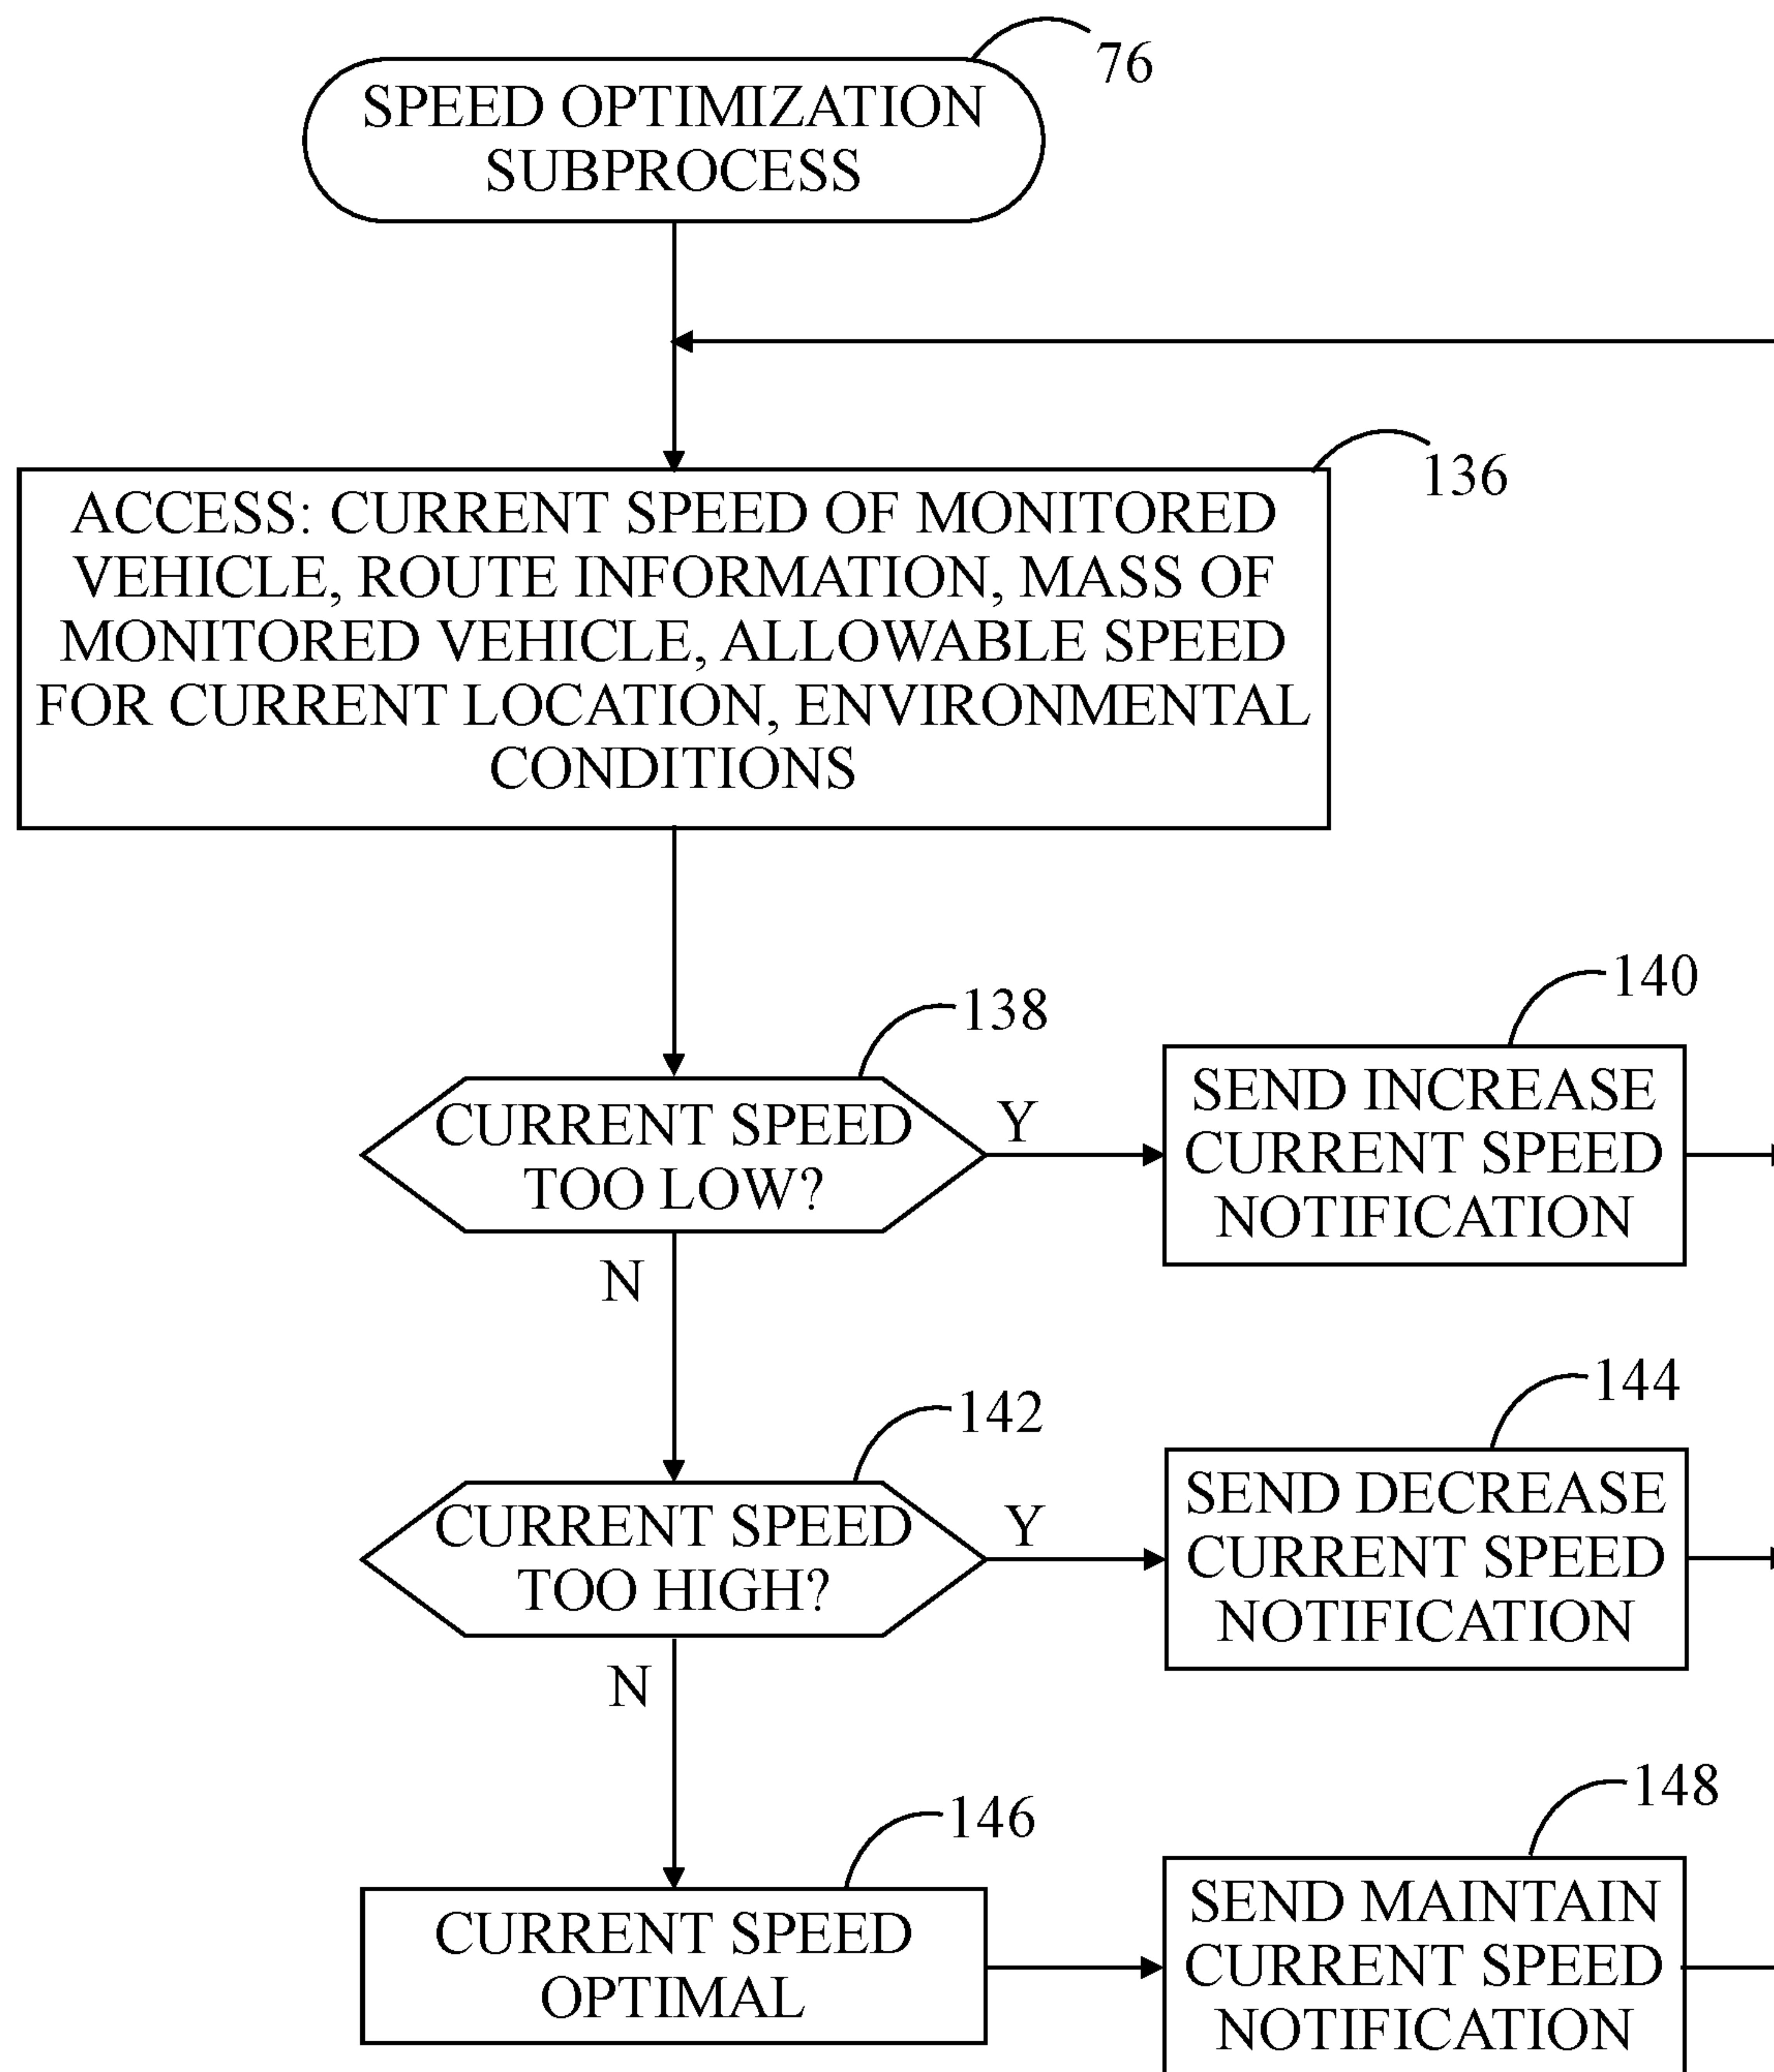 76
SPEED OPTIMIZATION
SUBPROCESS
136
ACCESS: CURRENT SPEED OF MONITORED
VEHICLE, ROUTE INFORMATION, MASS OF
MONITORED VEHICLE, ALLOWABLE SPEED
FOR CURRENT LOCATION, ENVIRONMENTAL
CONDITIONS
138
CURRENT SPEED
TOO LOW?
Y
140
SEND INCREASE
CURRENT SPEED
NOTIFICATION
N
142
CURRENT SPEED
TOO HIGH?
Y
144
SEND DECREASE
CURRENT SPEED
NOTIFICATION
N
146
CURRENT SPEED
OPTIMAL
148
SEND MAINTAIN
CURRENT SPEED
NOTIFICATION